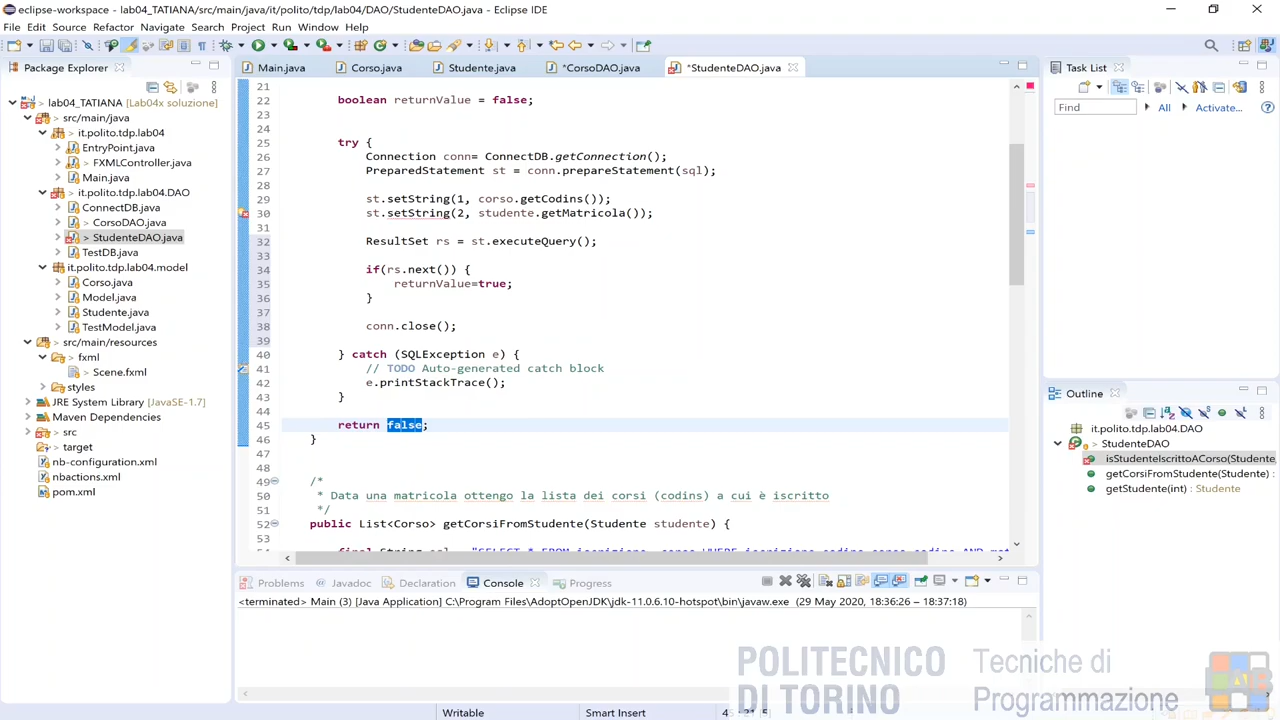 eclipse-workspace - lab04_TATIANA/src/main/java/it/polito/tdp/lab04/DAO/StudenteDAO.java - Eclipse IDE
File Edit Source Refactor Navigate Search Project Run Window Help
Package Explorer
lab04_TATIANA [Lab04x soluzione]
src/main/java
it.polito.tdp.lab04
EntryPoint.java
> FXMLController.java
Main.java
> it.polito.tdp.lab04.DAO
ConnectDB.java
> CorsoDAO.java
> StudenteDAO.java
TestDB.java
it.polito.tdp.lab04.model
Corso.java
Model.java
Studente.java
TestModel.java
src/main/resources
fxml
Scene.fxml
styles
JRE System Library [JavaSE-1.7]
Maven Dependencies
> src
target
nb-configuration.xml
nbactions.xml
pom.xml
Main.java Corso.java Studente.java *CorsoDAO.java *StudenteDAO.java
21
22 boolean returnValue = false;
23
24
25 try {
26 Connection conn= ConnectDB.getConnection();
27 PreparedStatement st = conn.prepareStatement(sql);
28
29 st.setString(1, corso.getCodins());
30 st.setString(2, studente.getMatricola());
31
32 ResultSet rs = st.executeQuery();
33
34 if(rs.next()) {
35 returnValue=true;
36 }
37
38 conn.close();
39
40 } catch (SQLException e) {
41 // TODO Auto-generated catch block
42 e.printStackTrace();
43 }
44
45 return false;
46 }
47
48
49 /*
50 * Data una matricola ottengo la lista dei corsi (codins) a cui è iscritto
51 */
52 public List<Corso> getCorsiFromStudente(Studente studente) {
Problems Javadoc Declaration Console Progress
<terminated> Main (3) [Java Application] C:\Program Files\AdoptOpenJDK\jdk-11.0.6.10-hotspot\bin\javaw.exe (29 May 2020, 18:36:26 – 18:37:18)
Task List
Find All Activate...
Outline
it.polito.tdp.lab04.DAO
StudenteDAO
isStudenteIscrittoACorso(Studente,
getCorsiFromStudente(Studente) :
getStudente(int) : Studente
POLITECNICO
DI TORINO
Tecniche di
Programmazione
Writable Smart Insert